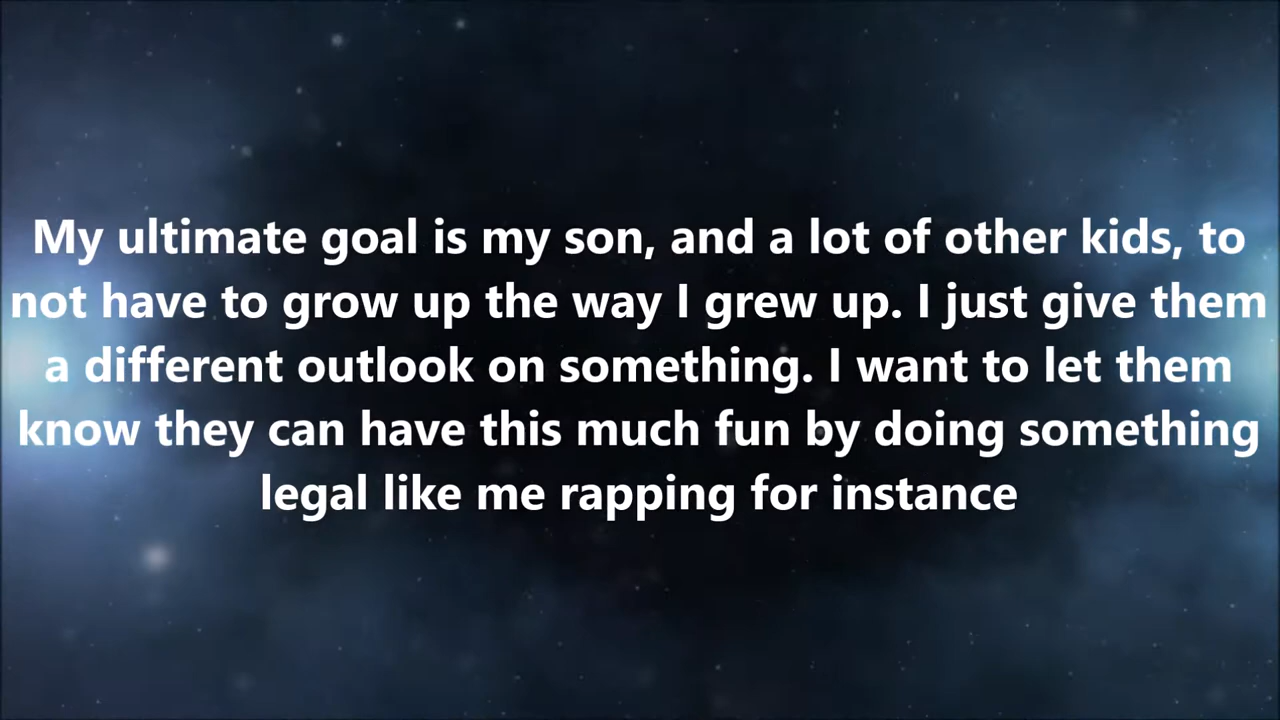 My ultimate goal is my son, and a lot of other kids, to
not have to grow up the way I grew up. I just give them
a different outlook on something. I want to let them
know they can have this much fun by doing something
legal like me rapping for instance